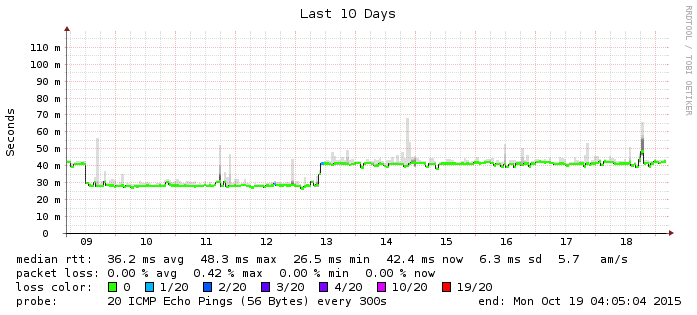 Last 10 Days
RRDTOOL / TOBI OETIKER
Seconds
110 m
100 m
90 m
80 m
70 m
60 m
50 m
40 m
30 m
20 m
10 m
0
09 10 11 12 13 14 15 16 17 18
median rtt: 36.2 ms avg 48.3 ms max 26.5 ms min 42.4 ms now 6.3 ms sd 5.7 am/s
packet loss: 0.00 % avg 0.42 % max 0.00 % min 0.00 % now
loss color: 0 1/20 2/20 3/20 4/20 10/20 19/20
probe: 20 ICMP Echo Pings (56 Bytes) every 300s end: Mon Oct 19 04:05:04 2015